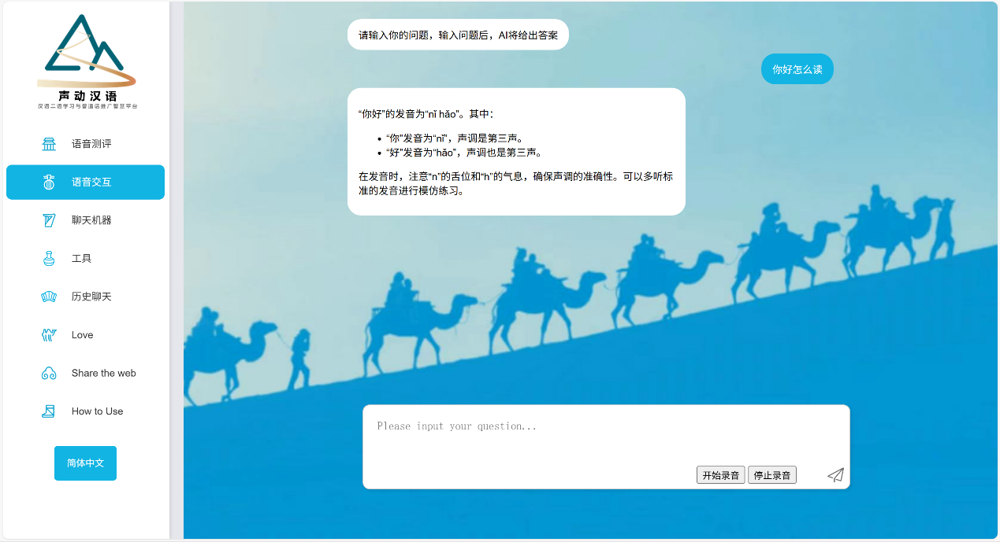 声动汉语
汉语二语学习与普通话推广智慧平台
语音测评
语音交互
聊天机器
工具
历史聊天
Love
Share the web
How to Use
简体中文
请输入你的问题，输入问题后，AI将给出答案
你好怎么读
“你好”的发音为“nǐ hǎo”。其中：
• “你”发音为“nǐ”，声调是第三声。
• “好”发音为“hǎo”，声调也是第三声。
在发音时，注意“n”的舌位和“h”的气息，确保声调的准确性。可以多听标
准的发音进行模仿练习。
Please input your question...
开始录音 停止录音